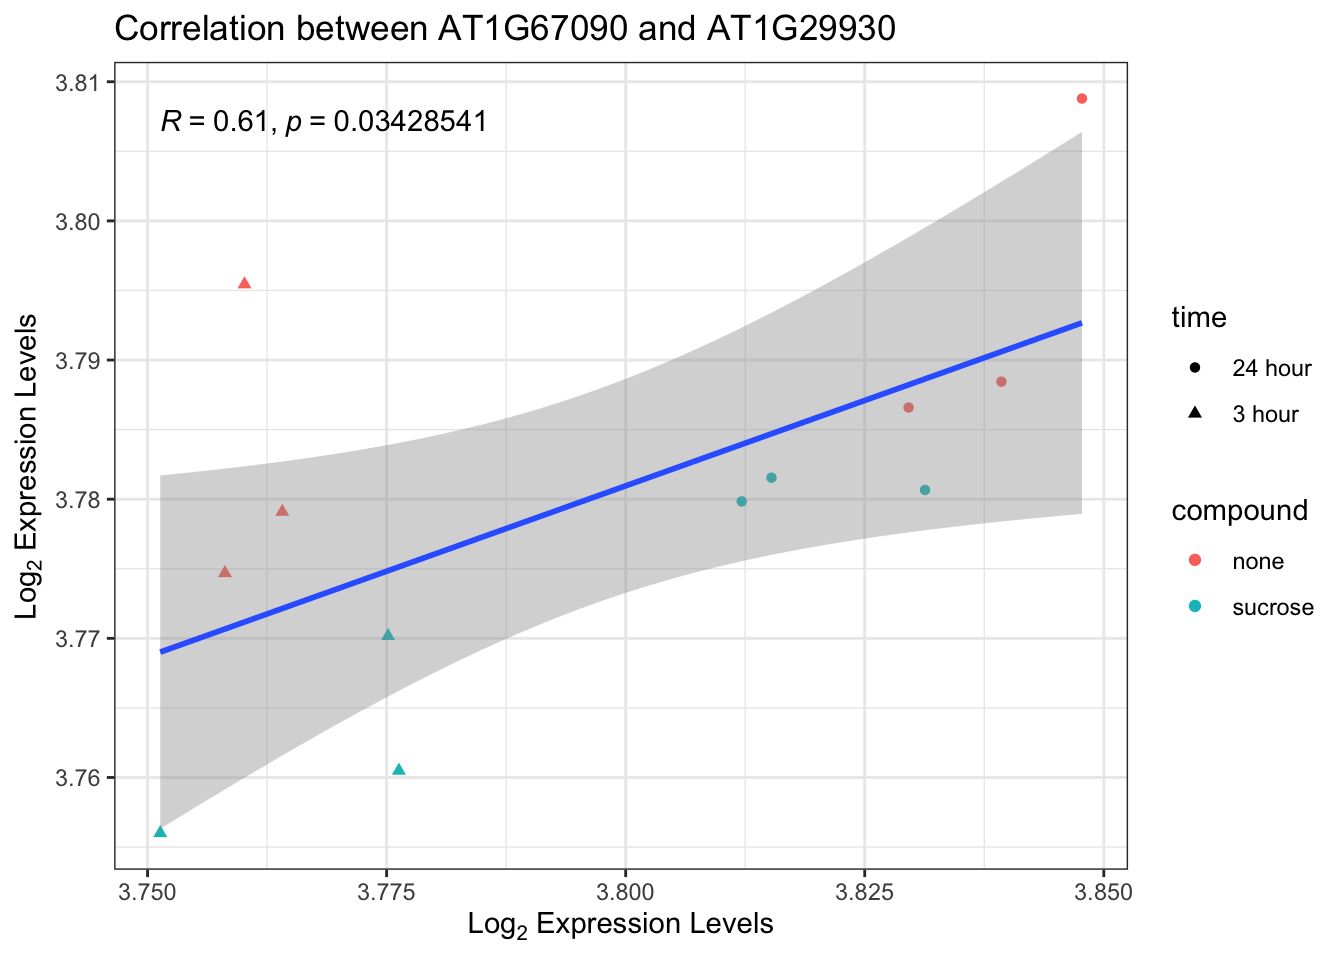 Correlation between AT1G67090 and AT1G29930
R = 0.61, p = 0.03428541
3.81
3.80
3.79
3.78
3.77
3.76
Log2 Expression Levels
3.750
3.775
3.800
3.825
3.850
Log2 Expression Levels
time
24 hour
3 hour
compound
none
sucrose